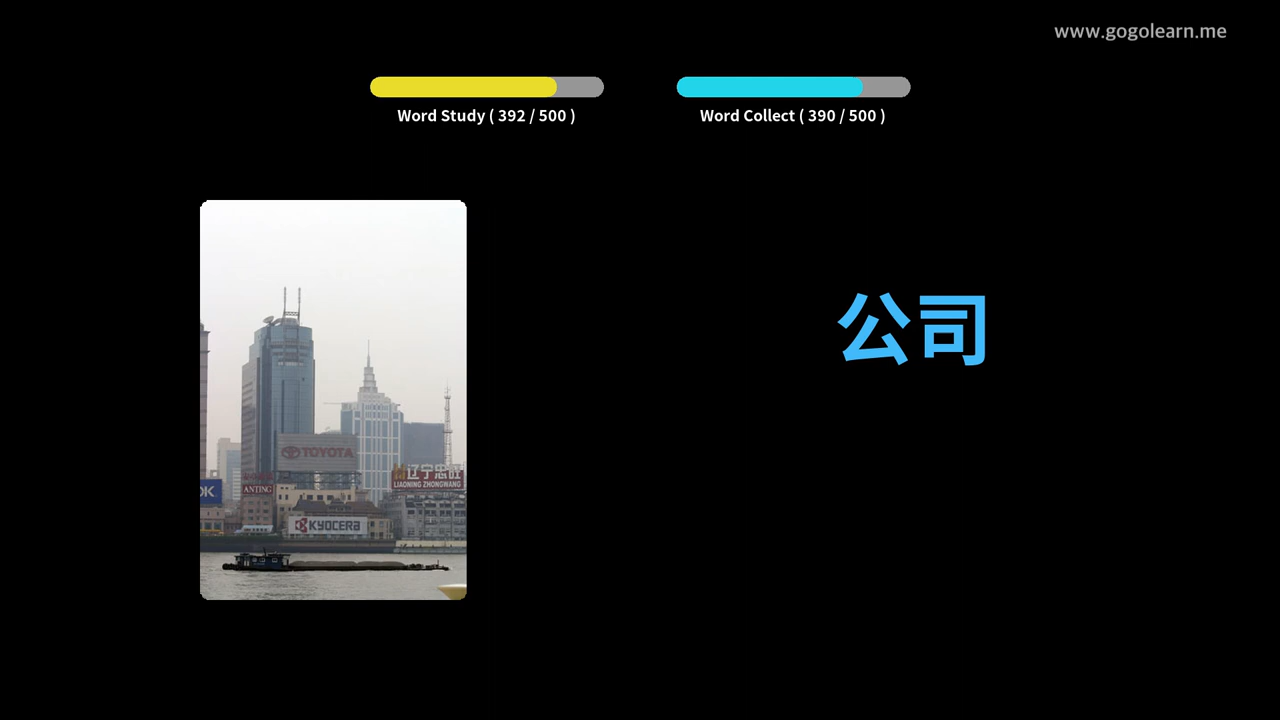 www.gogolearn.me
Word Study ( 392 / 500 )
Word Collect ( 390 / 500 )
公司
TOYOTA
辽宁忠旺
LIAONING ZHONGWANG
ANTING
KYOCERA